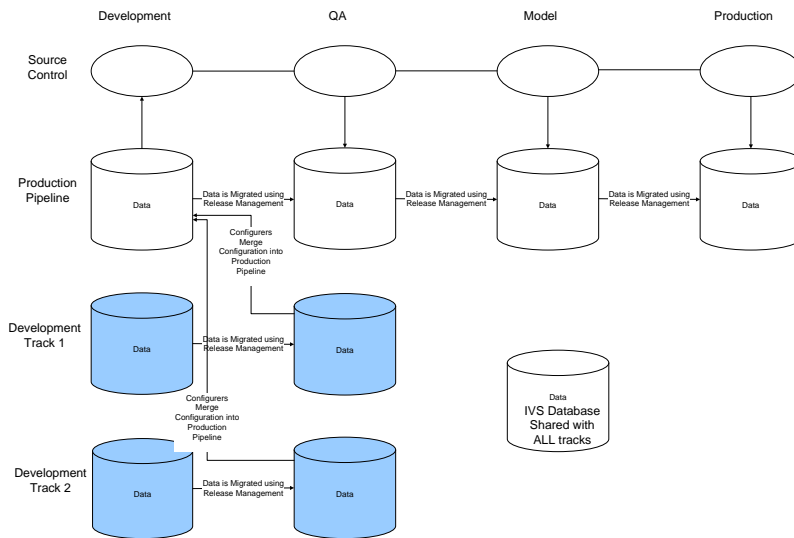 Development
QA
Model
Production
Source
Control
Production
Pipeline
Data
Data is Migrated using
Release Management
Data
Data is Migrated using
Release Management
Data
Data is Migrated using
Release Management
Data
Configurers
Merge
Configuration into
Production
Pipeline
Development
Track 1
Data
Data is Migrated using
Release Management
Data
Configurers
Merge
Configuration into
Production
Pipeline
Data
IVS Database
Shared with
ALL tracks
Development
Track 2
Data
Data is Migrated using
Release Management
Data